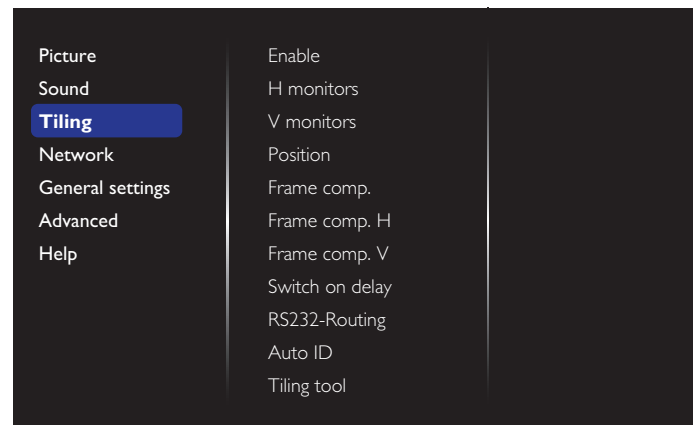 Picture
Sound
Tiling
Network
General settings
Advanced
Help
Enable
H monitors
V monitors
Position
Frame comp.
Frame comp. H
Frame comp. V
Switch on delay
RS232-Routing
Auto ID
Tiling tool